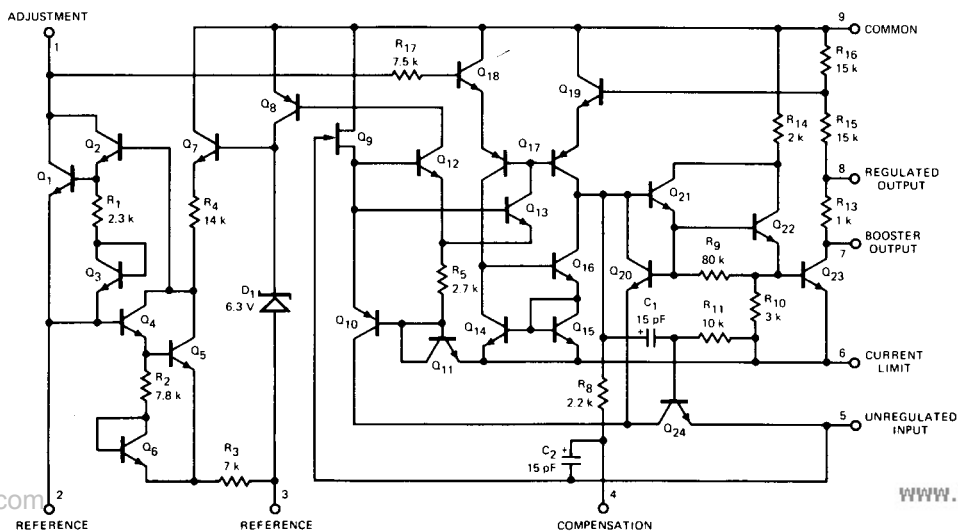 ADJUSTMENT
1
9
COMMON
R17
7.5 k
Q18
R16
15 k
Q8
Q19
Q2
Q7
Q9
Q12
Q17
R14
2 k
R15
15 k
Q1
8
REGULATED
OUTPUT
R1
2.3 k
R4
14 k
Q13
Q21
R13
1 k
Q22
BOOSTER
OUTPUT
7
Q3
R5
2.7 k
Q16
Q20
R9
80 k
Q23
D1
6.3 V
C1
15 pF
+
R11
10 k
R10
3 k
Q4
Q10
Q14
Q15
Q5
6
CURRENT
LIMIT
Q11
R2
7.8 k
R8
2.2 k
Q24
5
UNREGULATED
INPUT
Q6
R3
7 k
C2
+
15 pF
com
2
3
4
www.
REFERENCE
REFERENCE
COMPENSATION